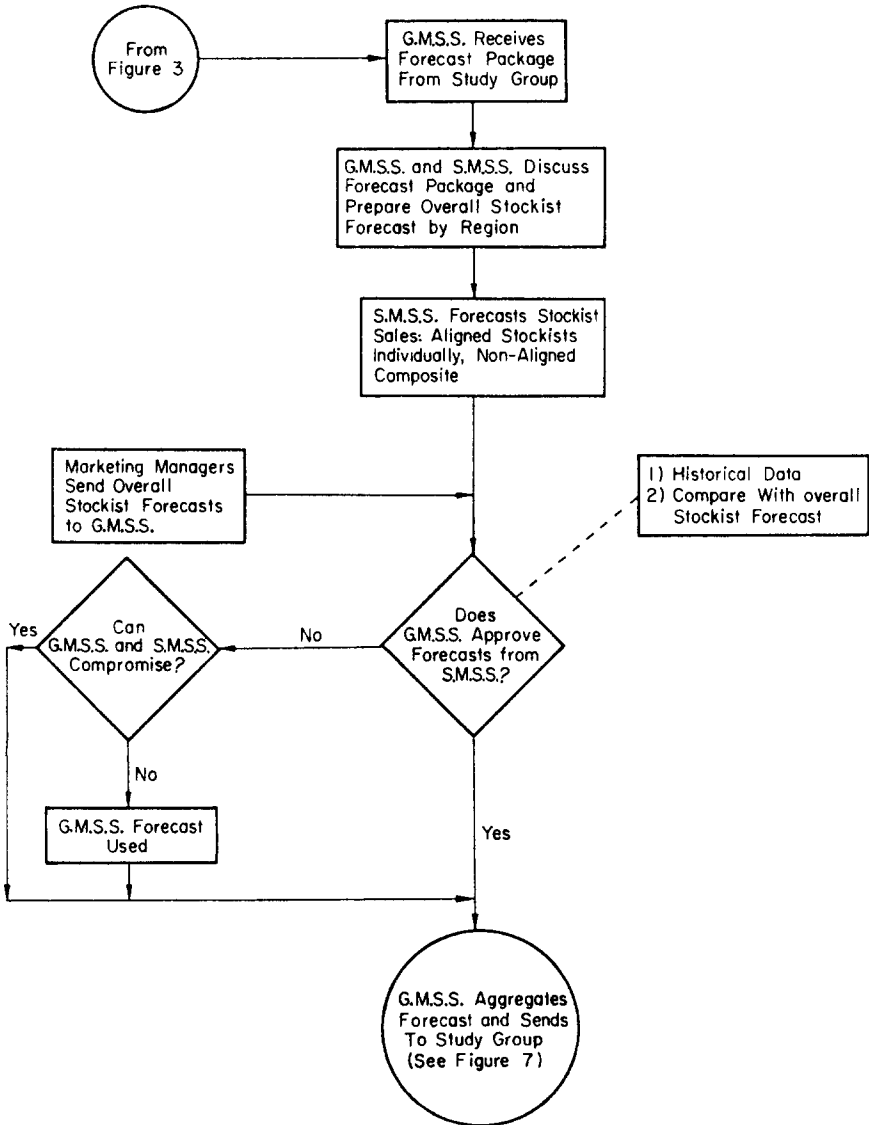 From
Figure 3
G.M.S.S. Receives
Forecast Package
From Study Group
G.M.S.S. and S.M.S.S. Discuss
Forecast Package and
Prepare Overall Stockist
Forecast by Region
S.M.S.S. Forecasts Stockist
Sales: Aligned Stockists
Individually, Non-Aligned
Composite
Marketing Managers
Send Overall
Stockist Forecasts
to G.M.S.S.
1) Historical Data
2) Compare With overall
Stockist Forecast
Does
G.M.S.S. Approve
Forecasts from
S.M.S.S.?
No
Can
G.M.S.S. and S.M.S.S.
Compromise?
Yes
No
G.M.S.S. Forecast
Used
Yes
G.M.S.S. Aggregates
Forecast and Sends
To Study Group
(See Figure 7)